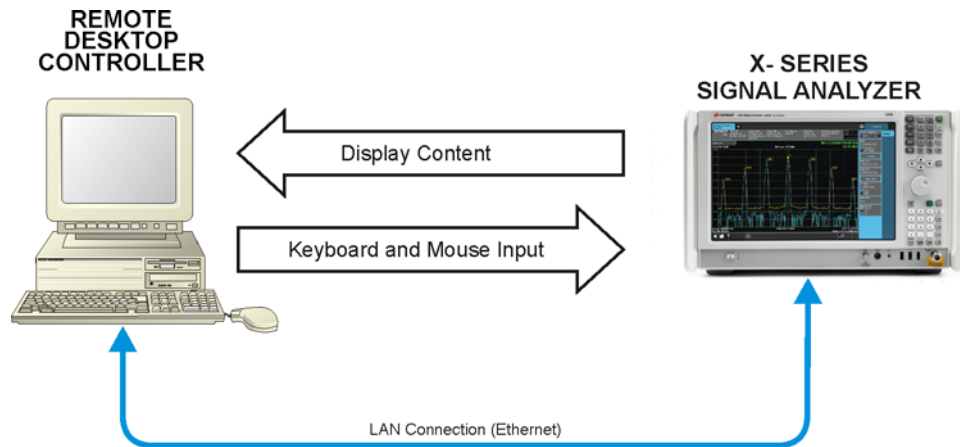 REMOTE
DESKTOP
CONTROLLER
X- SERIES
SIGNAL ANALYZER
Display Content
Keyboard and Mouse Input
LAN Connection (Ethernet)